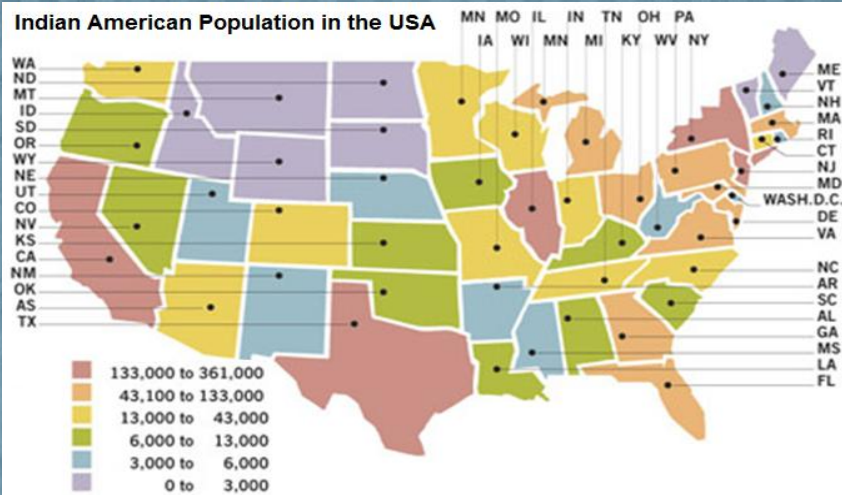 Indian American Population in the USA
MN MO IL IN TN OH PA
IA WI MN MI KY WV NY
WA
ND
MT
ID
SD
OR
WY
NE
UT
CO
NV
KS
CA
NM
OK
AS
TX
ME
VT
NH
MA
RI
CT
NJ
MD
WASH.D.C.
DE
VA
NC
AR
SC
AL
GA
MS
LA
FL
133,000 to 361,000
43,100 to 133,000
13,000 to 43,000
6,000 to 13,000
3,000 to 6,000
0 to 3,000